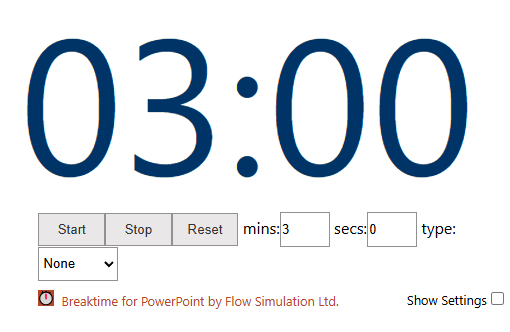 03:00
Start Stop Reset mins: 3 secs: 0 type:
None
Breaktime for PowerPoint by Flow Simulation Ltd. Show Settings